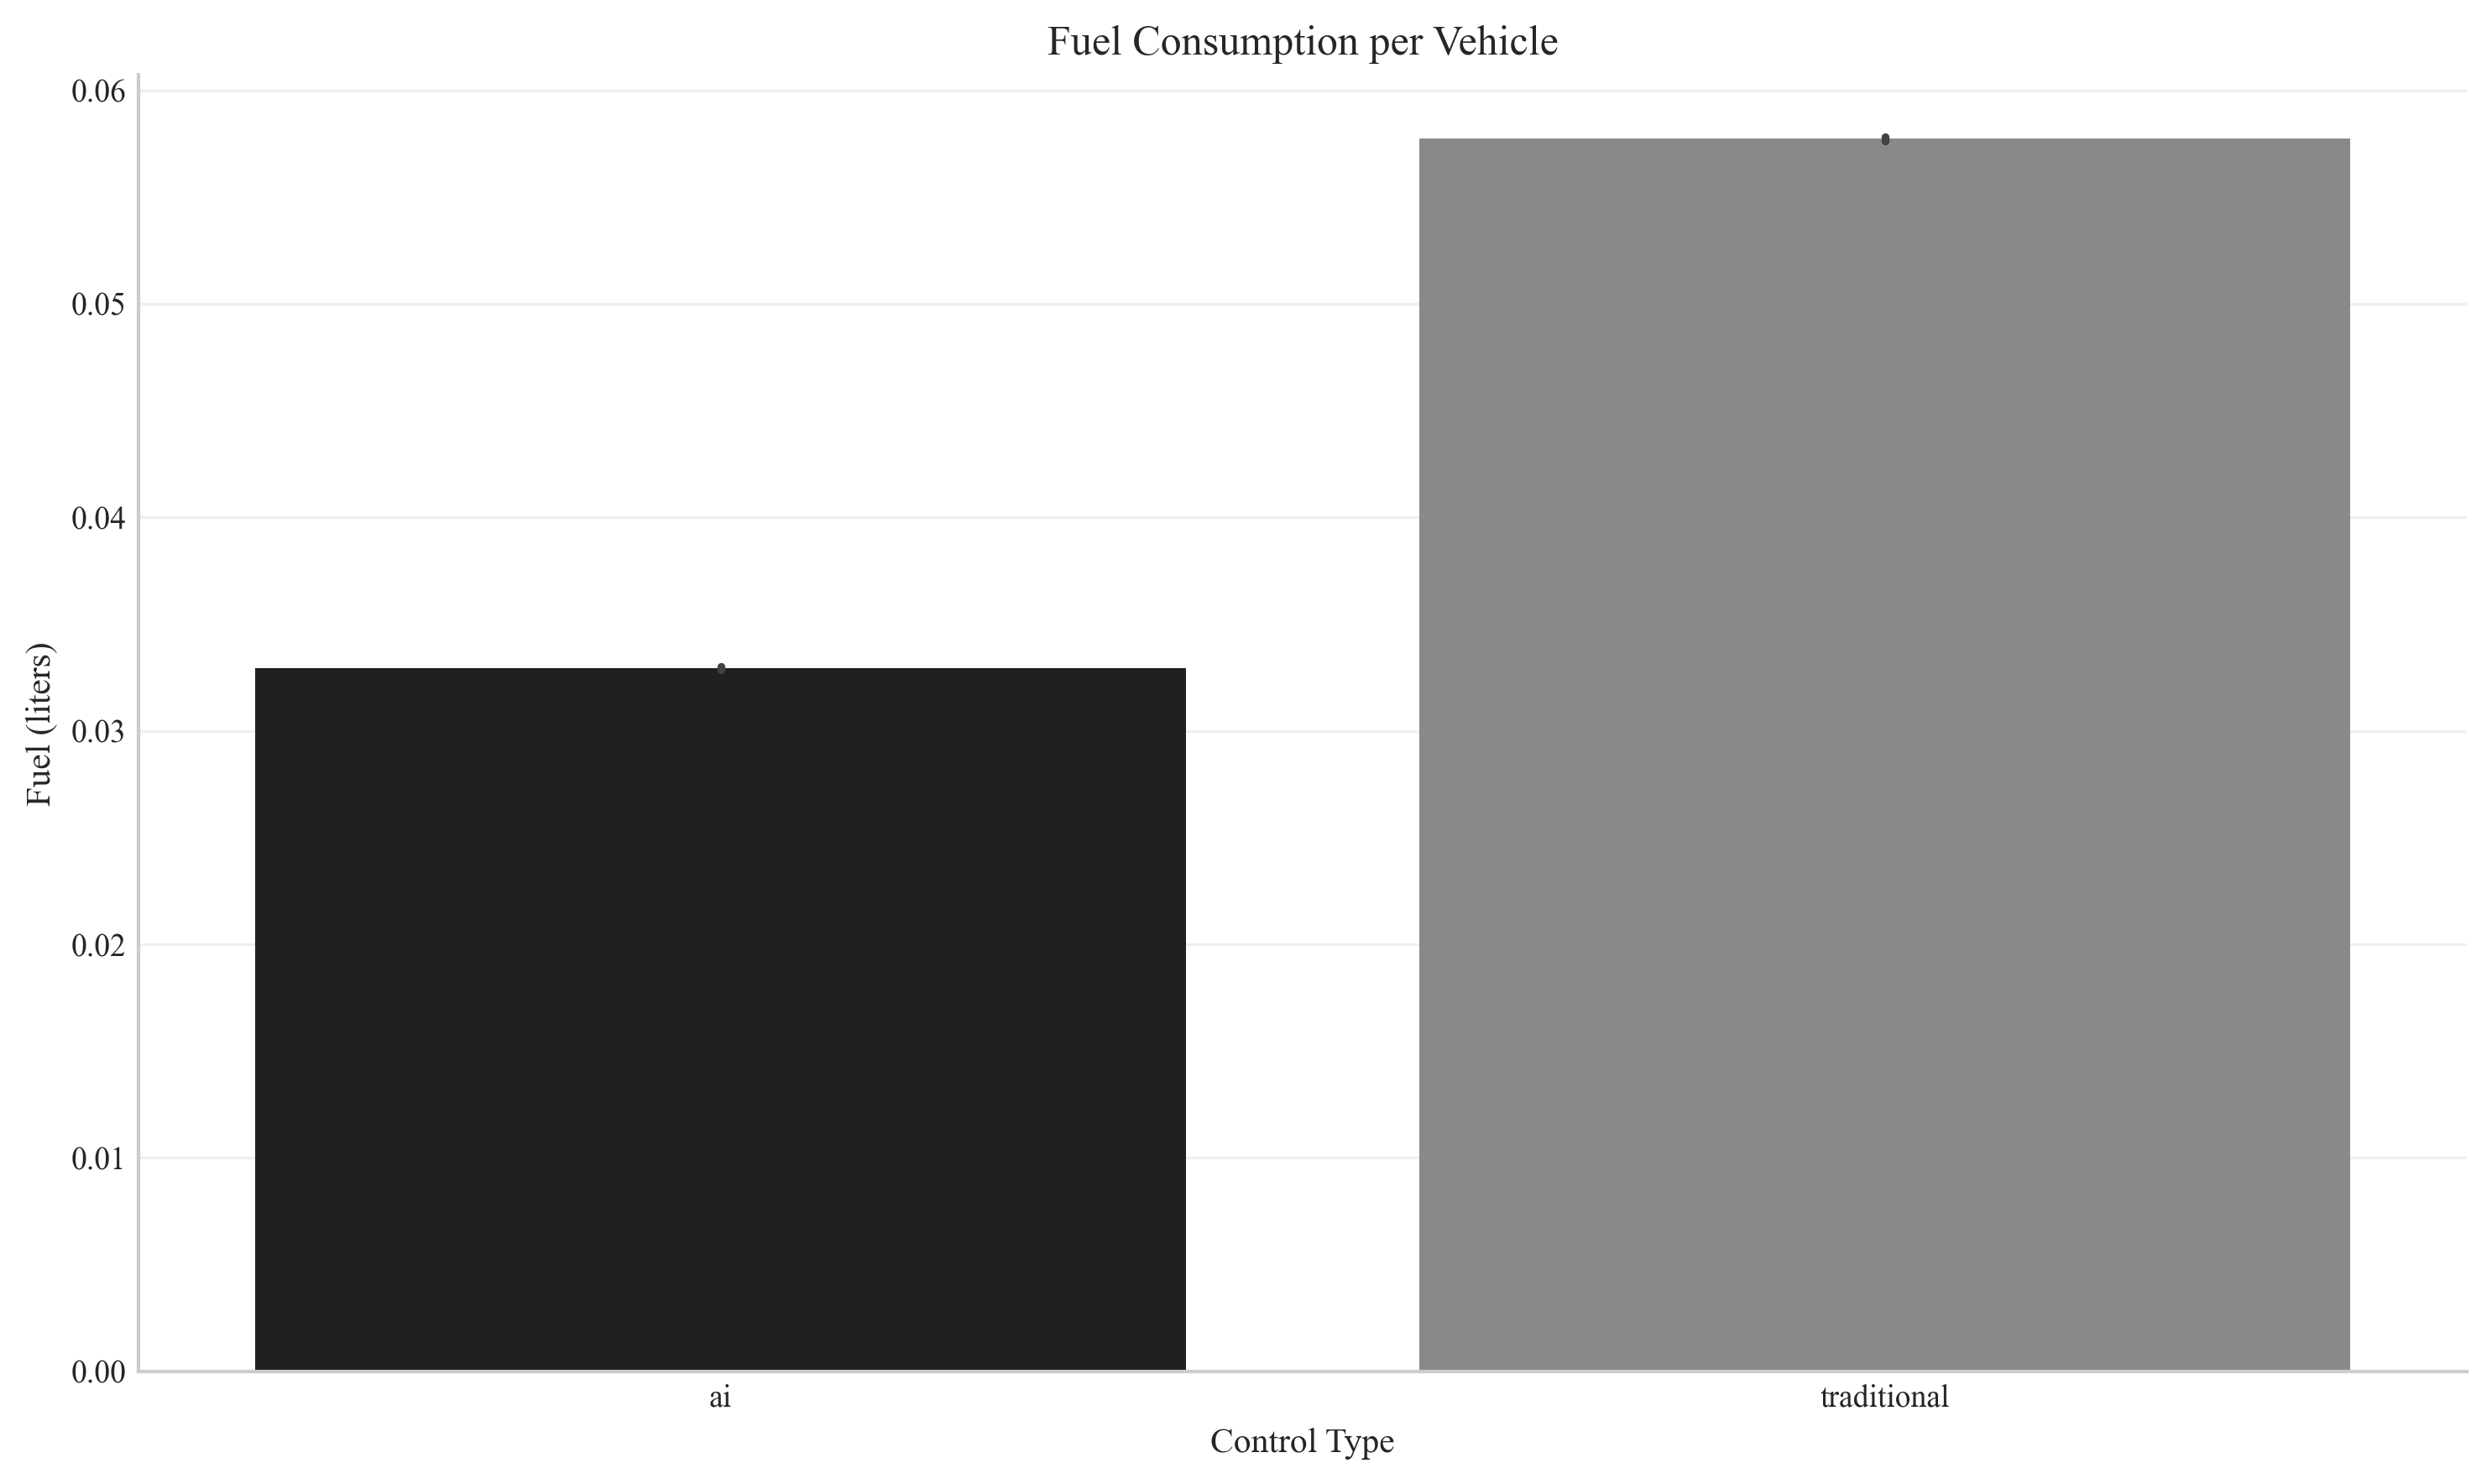 Fuel Consumption per Vehicle
Fuel (liters)
0.06
0.05
0.04
0.03
0.02
0.01
0.00
ai
traditional
Control Type